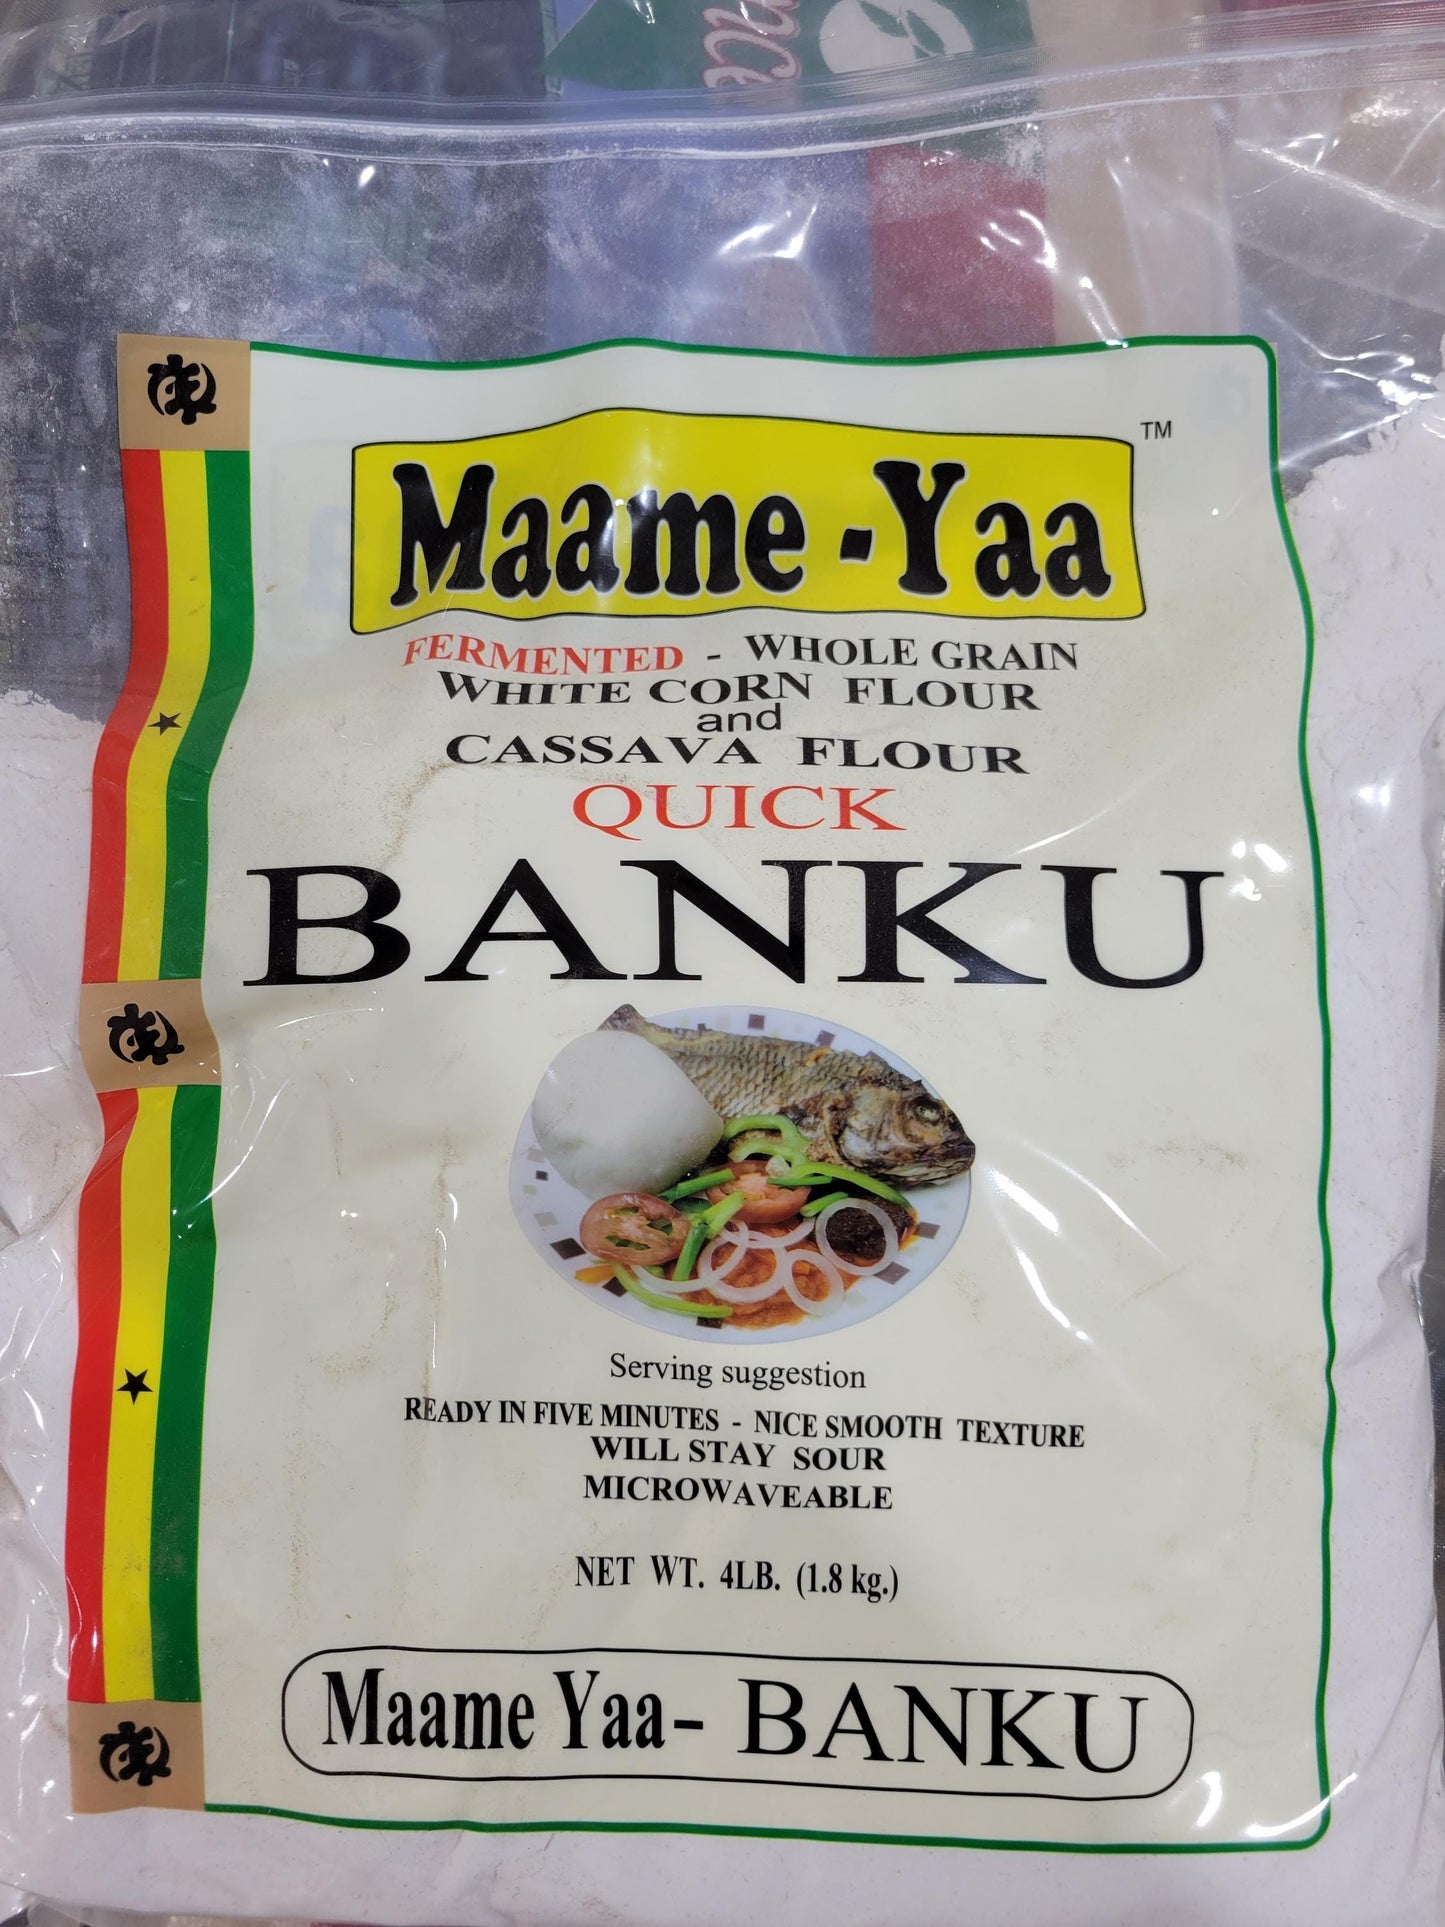 Maame-Yaa TM
FERMENTED - WHOLE GRAIN
WHITE CORN FLOUR
and
CASSAVA FLOUR
QUICK
BANKU
Serving suggestion
READY IN FIVE MINUTES - NICE SMOOTH TEXTURE
WILL STAY SOUR
MICROWAVEABLE
NET WT. 4LB. (1.8 kg.)
Maame Yaa- BANKU